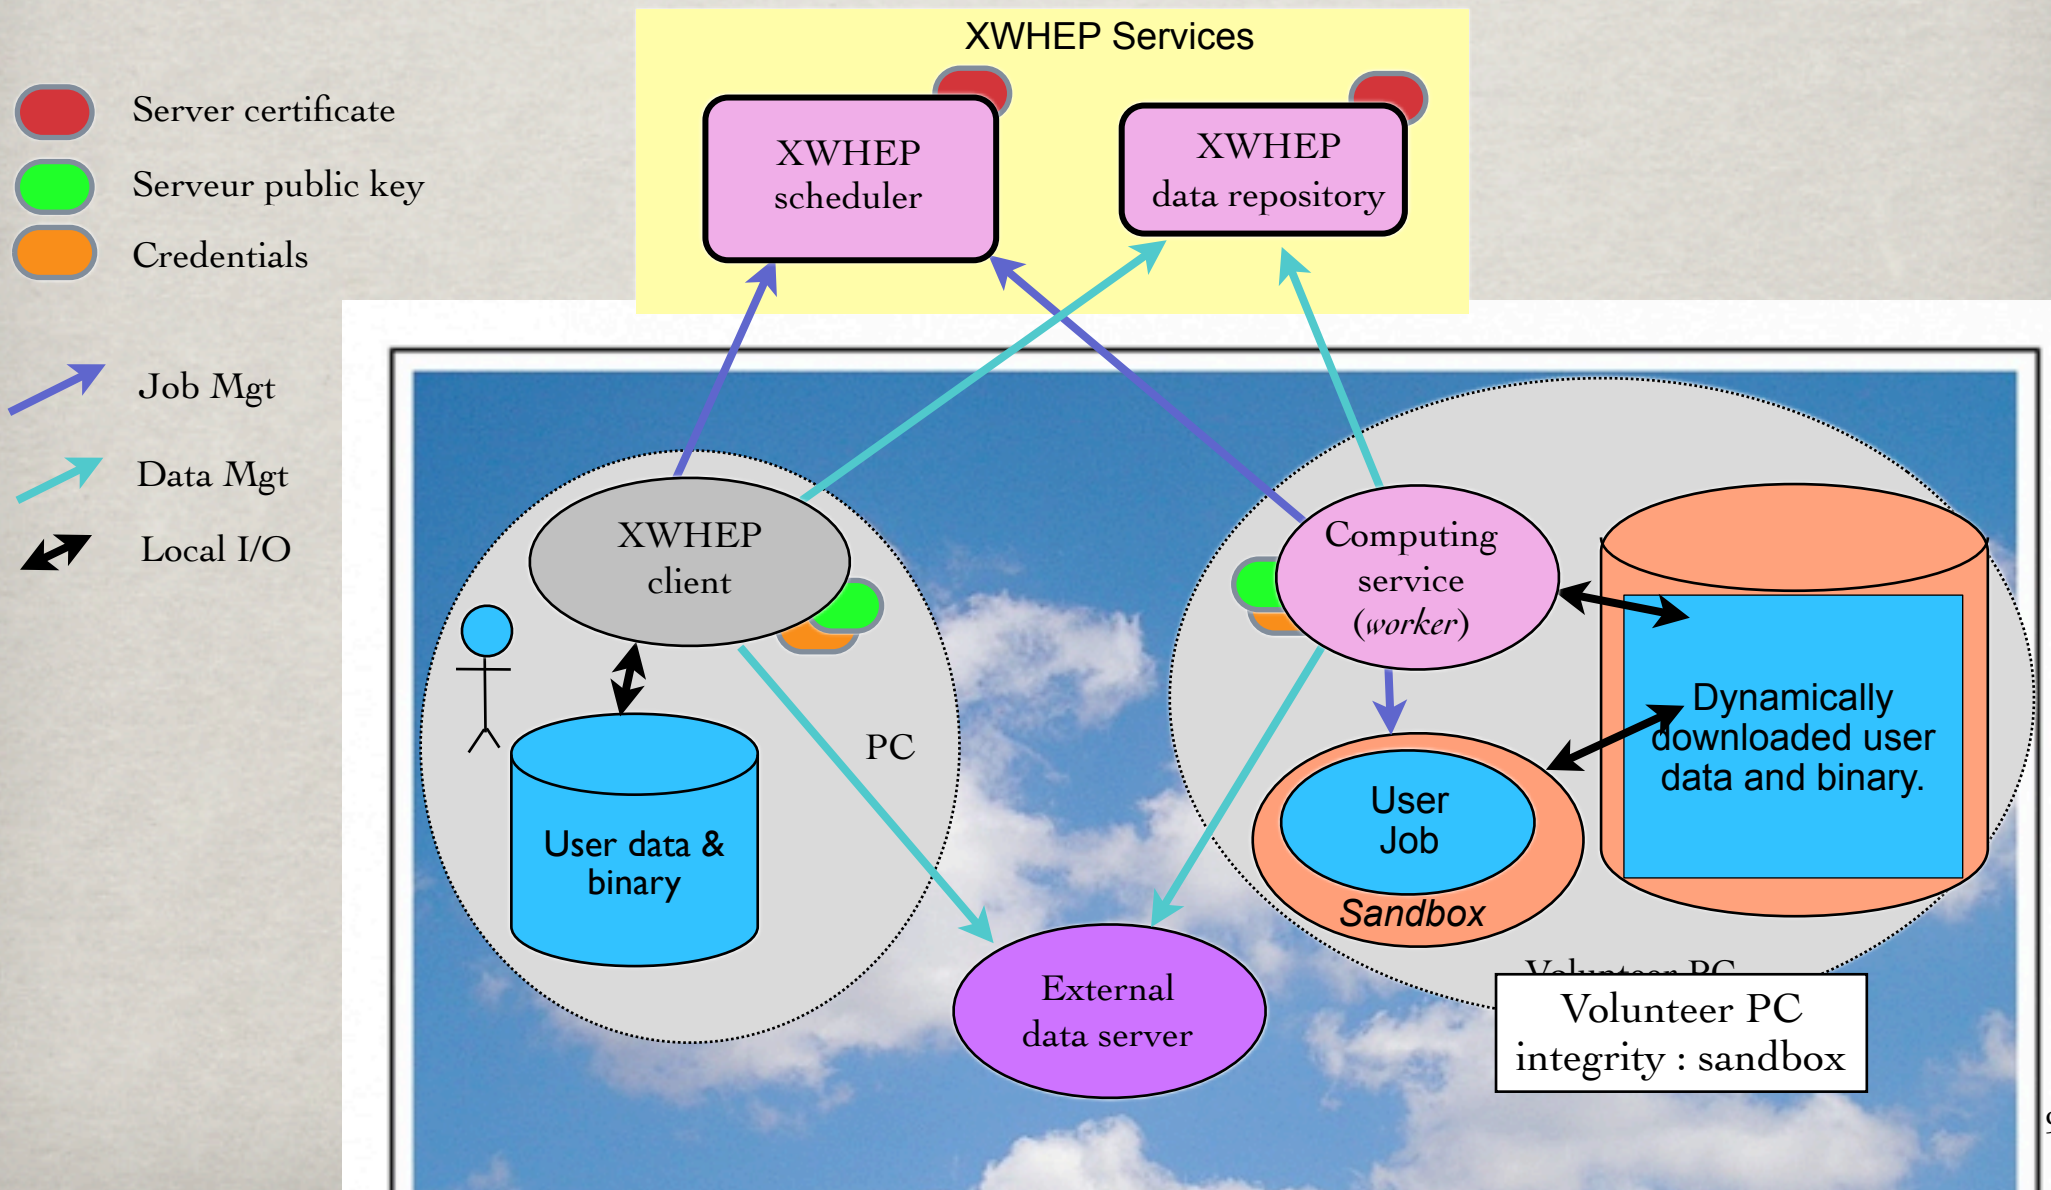 XWHEP Services
Server certificate
Serveur public key
Credentials
Job Mgt
Data Mgt
Local I/O
XWHEP
scheduler
XWHEP
data repository
XWHEP
client
PC
User data &
binary
Computing
service
(worker)
Dynamically
downloaded user
data and binary.
User
Job
Sandbox
External
data server
Volunteer PC
Volunteer PC
integrity : sandbox